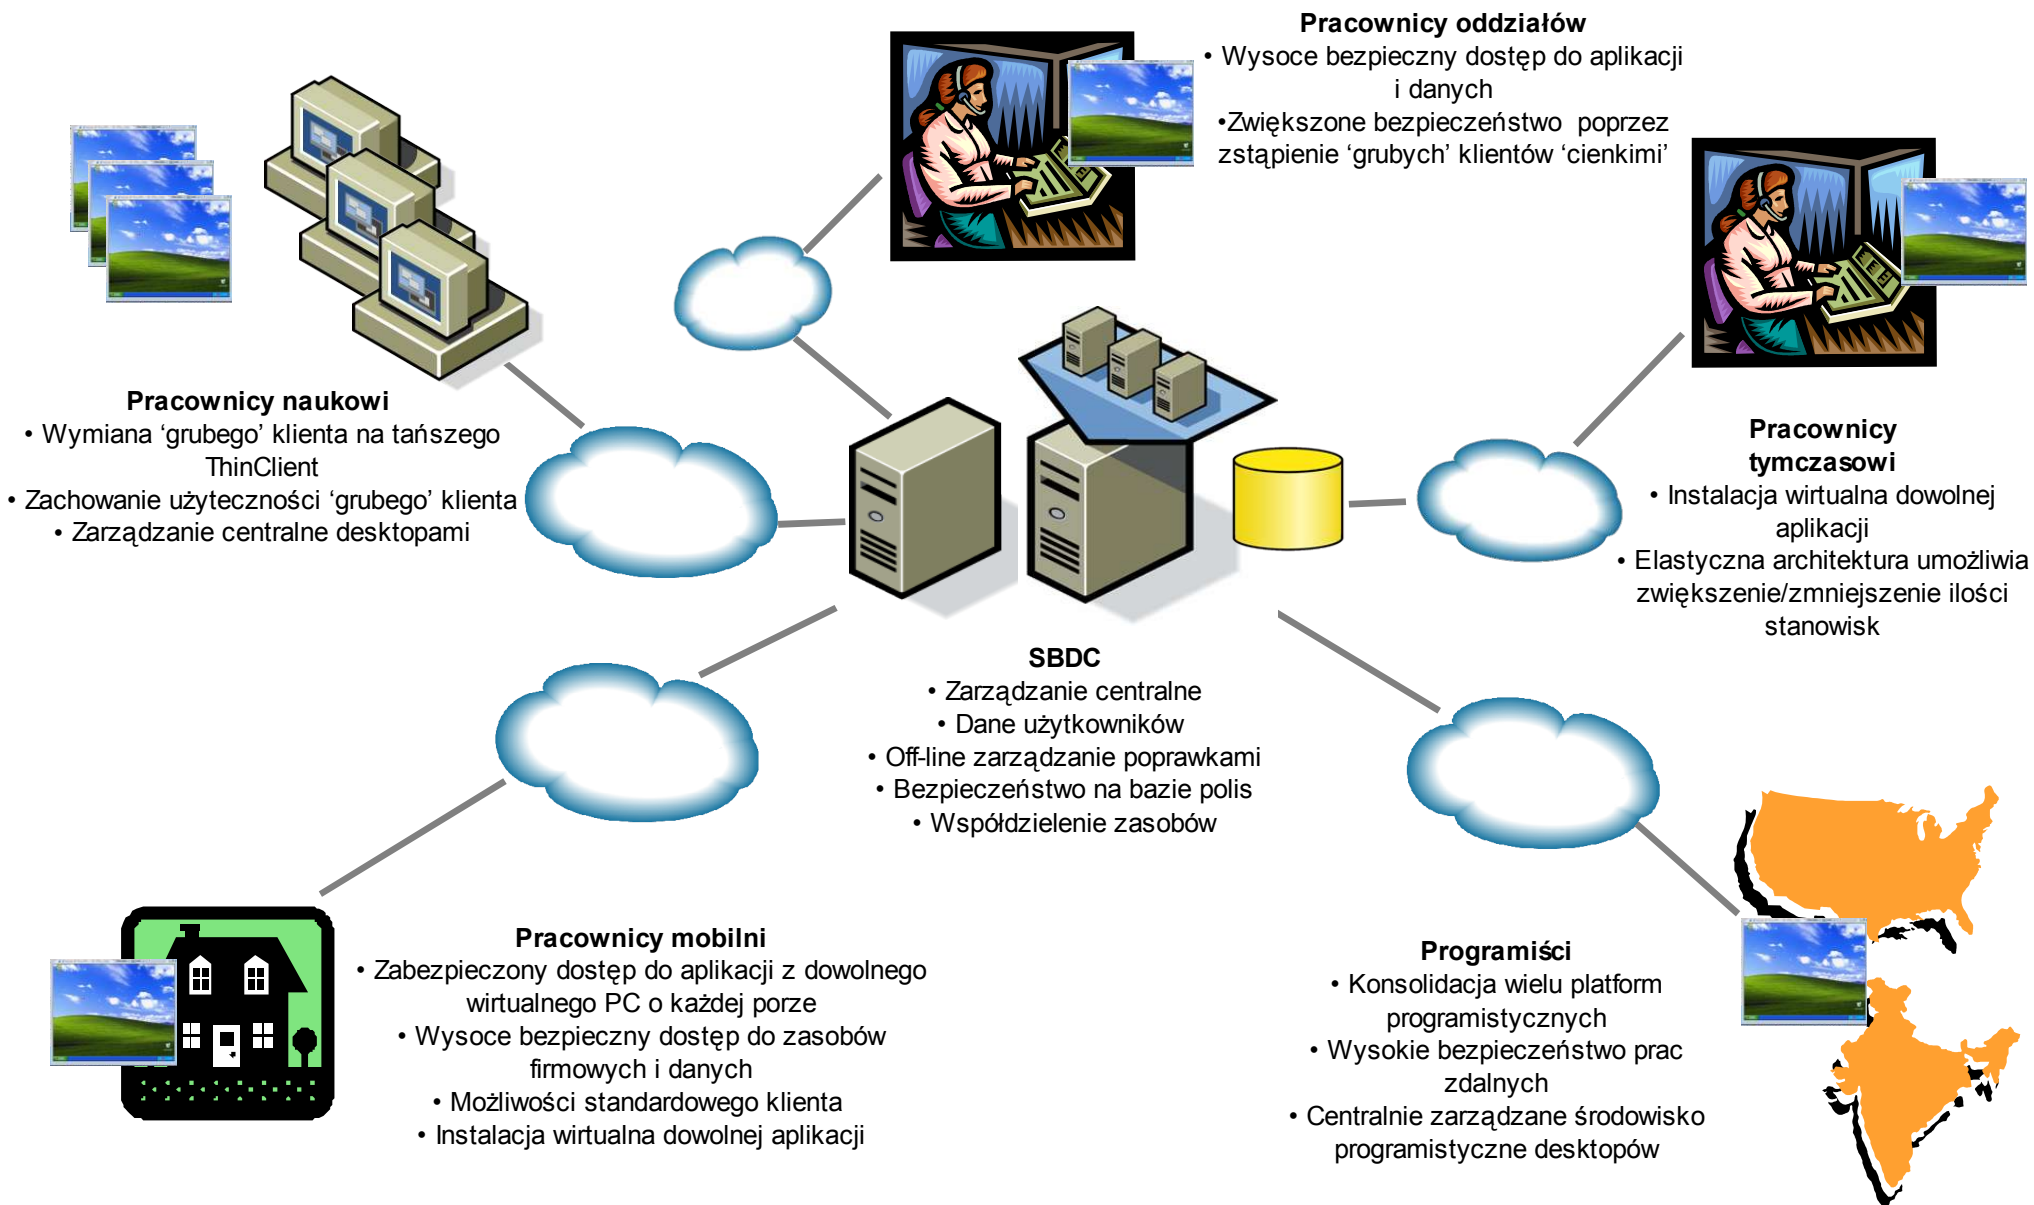 Pracownicy oddziałów
• Wysoce bezpieczny dostęp do aplikacji
i danych
•Zwiększone bezpieczeństwo poprzez
zstąpienie ‘grubych’ klientów ‘cienkimi’
Pracownicy naukowi
• Wymiana ‘grubego’ klienta na tańszego
ThinClient
• Zachowanie użyteczności ‘grubego’ klienta
• Zarządzanie centralne desktopami
Pracownicy
tymczasowi
• Instalacja wirtualna dowolnej
aplikacji
• Elastyczna architektura umożliwia
zwiększenie/zmniejszenie ilości
stanowisk
SBDC
• Zarządzanie centralne
• Dane użytkowników
• Off-line zarządzanie poprawkami
• Bezpieczeństwo na bazie polis
• Współdzielenie zasobów
Pracownicy mobilni
• Zabezpieczony dostęp do aplikacji z dowolnego
wirtualnego PC o każdej porze
• Wysoce bezpieczny dostęp do zasobów
firmowych i danych
• Możliwości standardowego klienta
• Instalacja wirtualna dowolnej aplikacji
Programiści
• Konsolidacja wielu platform
programistycznych
• Wysokie bezpieczeństwo prac
zdalnych
• Centralnie zarządzane środowisko
programistyczne desktopów